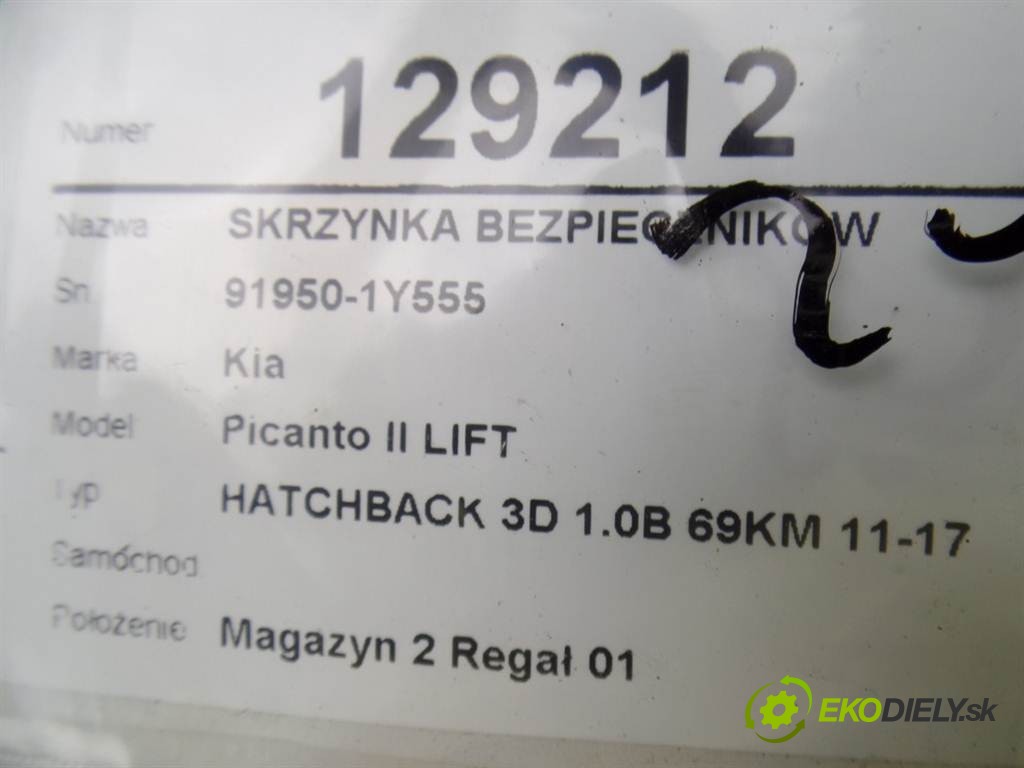 Numer 129212
Nazwa SKRZYNKA BEZPIECZNIKÓW
Sn 91950-1Y555
Marka Kia
Model Picanto II LIFT
Typ HATCHBACK 3D 1.0B 69KM 11-17
Samóchod
Położenie Magazyn 2 Regał 01
EKODIELY.sk